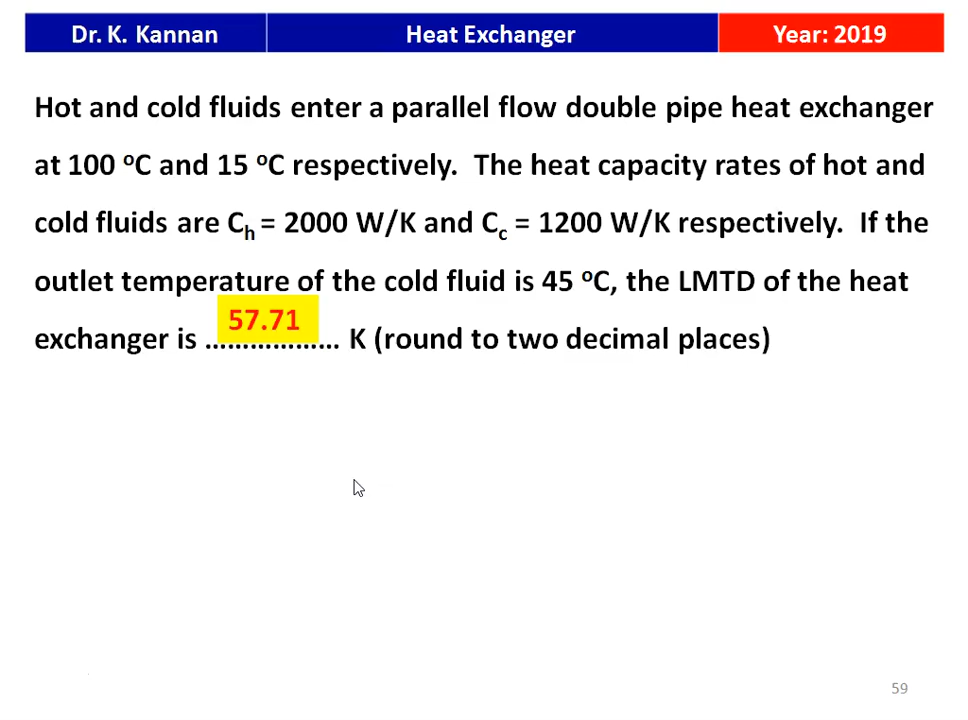 Dr. K. Kannan
Heat Exchanger
Year: 2019
Hot and cold fluids enter a parallel flow double pipe heat exchanger
at 100 ᵒC and 15 ᵒC respectively. The heat capacity rates of hot and
cold fluids are Cₕ = 2000 W/K and C꜀ = 1200 W/K respectively. If the
outlet temperature of the cold fluid is 45 ᵒC, the LMTD of the heat
57.71
exchanger is .................. K (round to two decimal places)
59